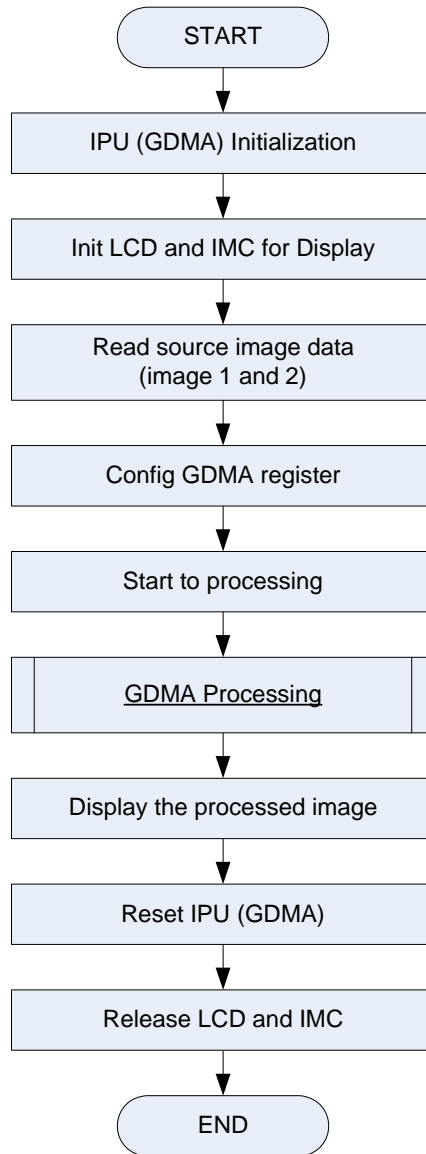 START
IPU (GDMA) Initialization
Init LCD and IMC for Display
Read source image data
(image 1 and 2)
Config GDMA register
Start to processing
GDMA Processing
Display the processed image
Reset IPU (GDMA)
Release LCD and IMC
END